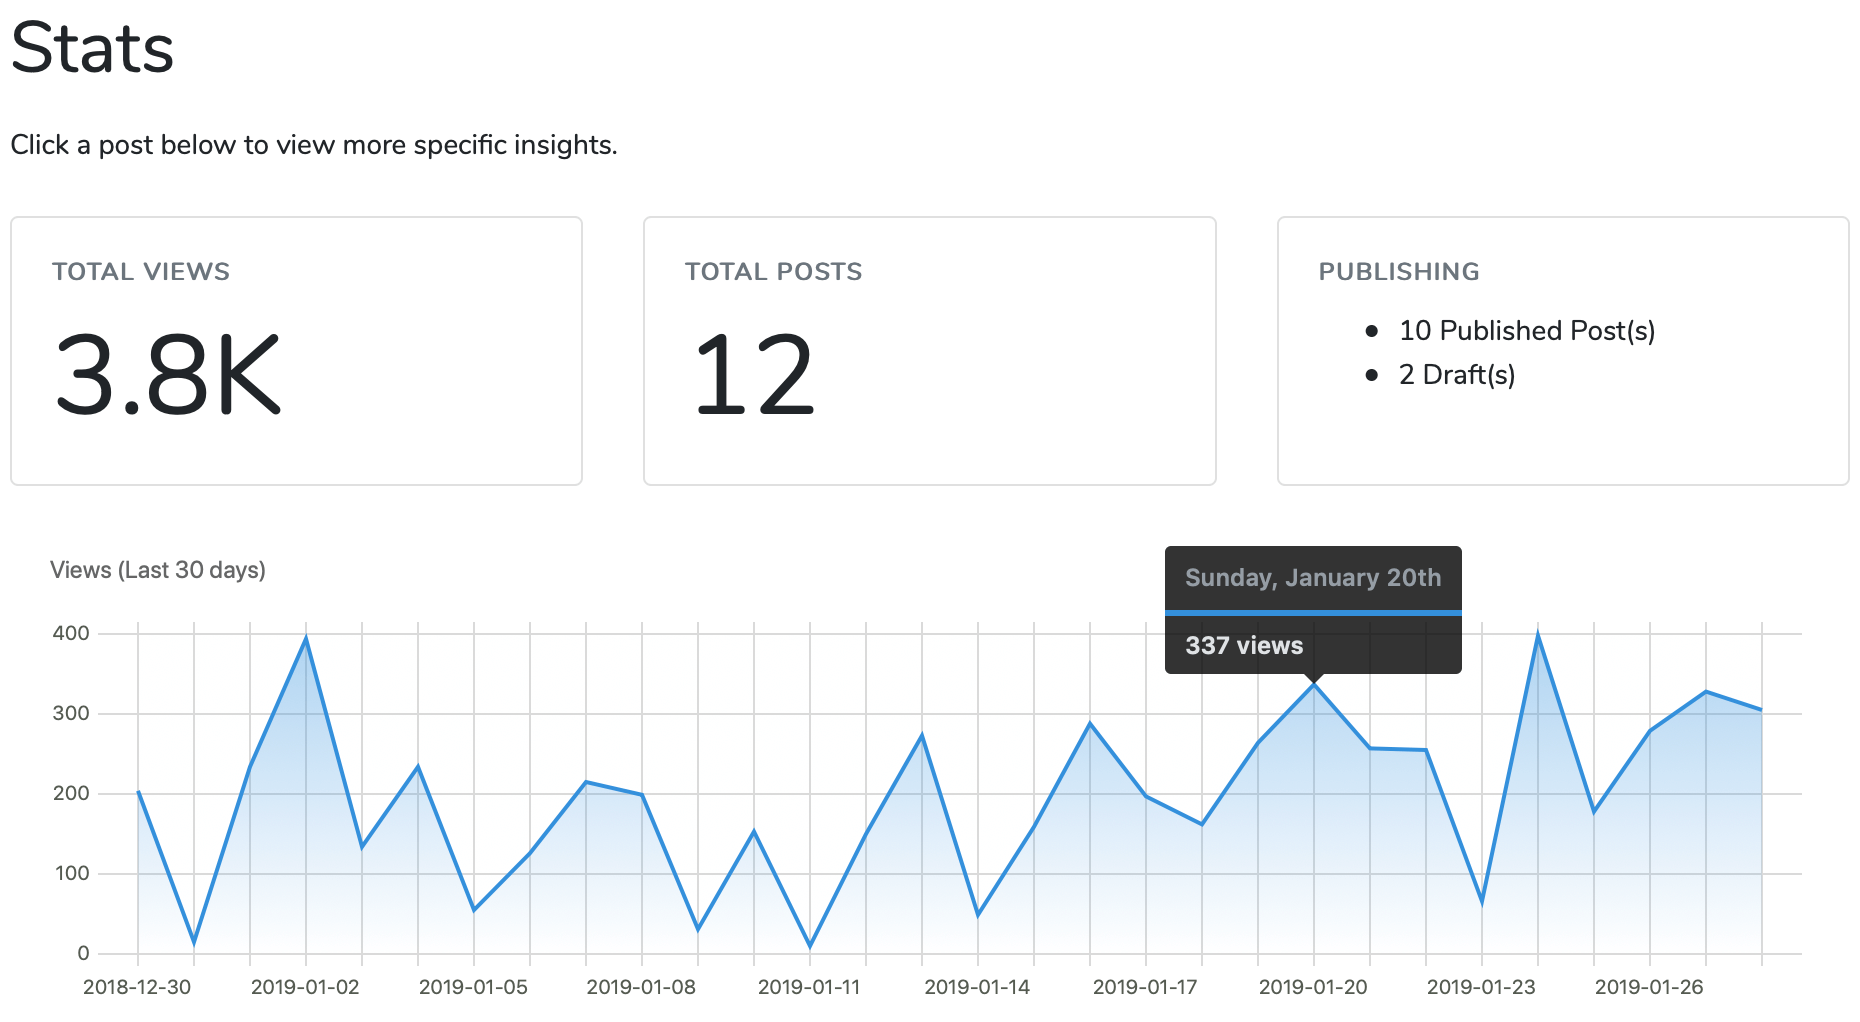 Stats
Click a post below to view more specific insights.
TOTAL VIEWS
3.8K
TOTAL POSTS
12
PUBLISHING
10 Published Post(s)
2 Draft(s)
Views (Last 30 days)
Sunday, January 20th
337 views
400
300
200
100
0
2018-12-30
2019-01-02
2019-01-05
2019-01-08
2019-01-11
2019-01-14
2019-01-17
2019-01-20
2019-01-23
2019-01-26